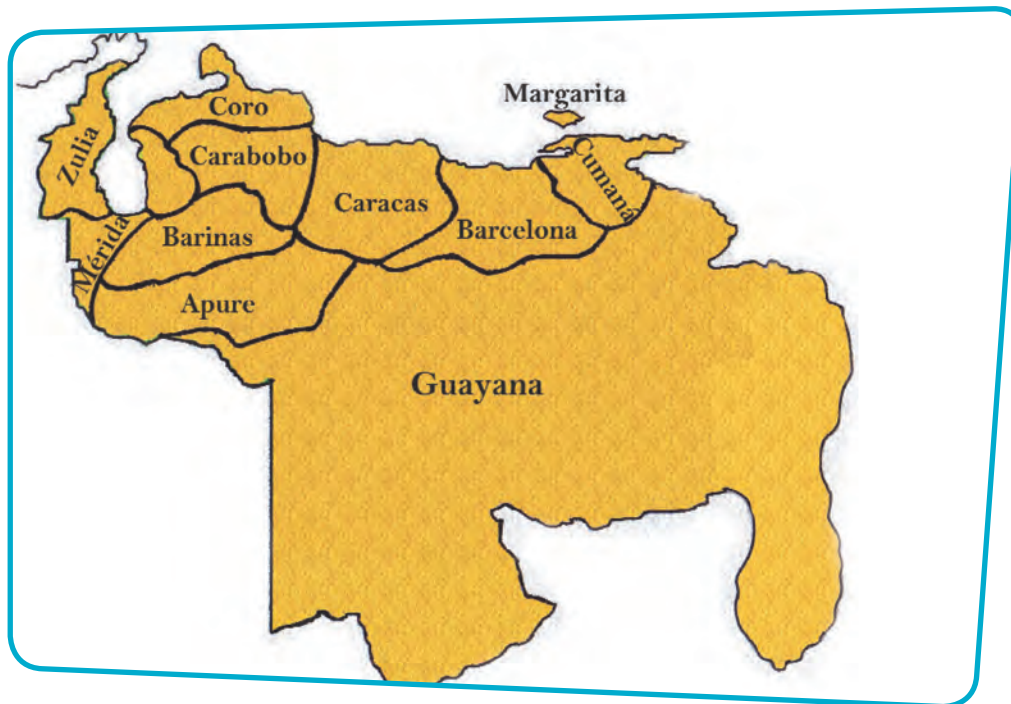 Margarita
Coro
Zulia
Carabobo
Cumaná
Caracas
Mérida
Barinas
Barcelona
Apure
Guayana